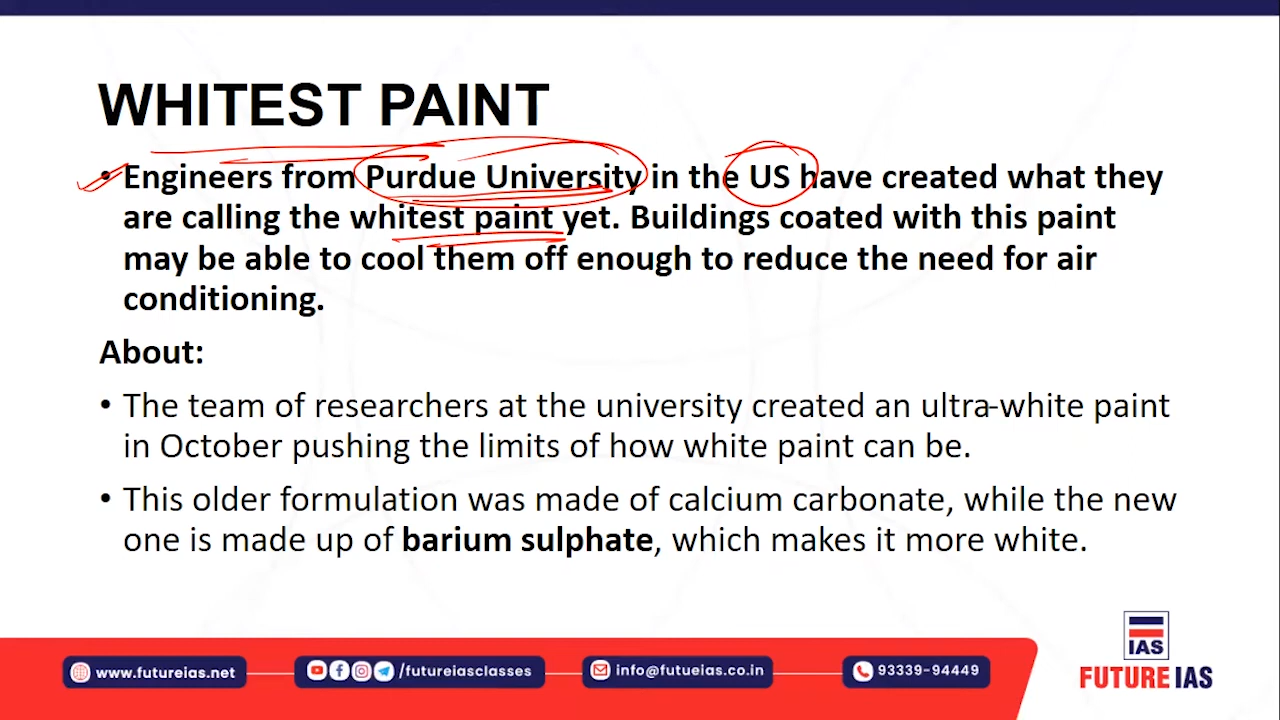 WHITEST PAINT
• Engineers from Purdue University in the US have created what they
are calling the whitest paint yet. Buildings coated with this paint
may be able to cool them off enough to reduce the need for air
conditioning.
About:
• The team of researchers at the university created an ultra-white paint
in October pushing the limits of how white paint can be.
• This older formulation was made of calcium carbonate, while the new
one is made up of barium sulphate, which makes it more white.
IAS
www.futureias.net
/futureiasclasses
info@futueias.co.in
93339-94449
FUTURE IAS